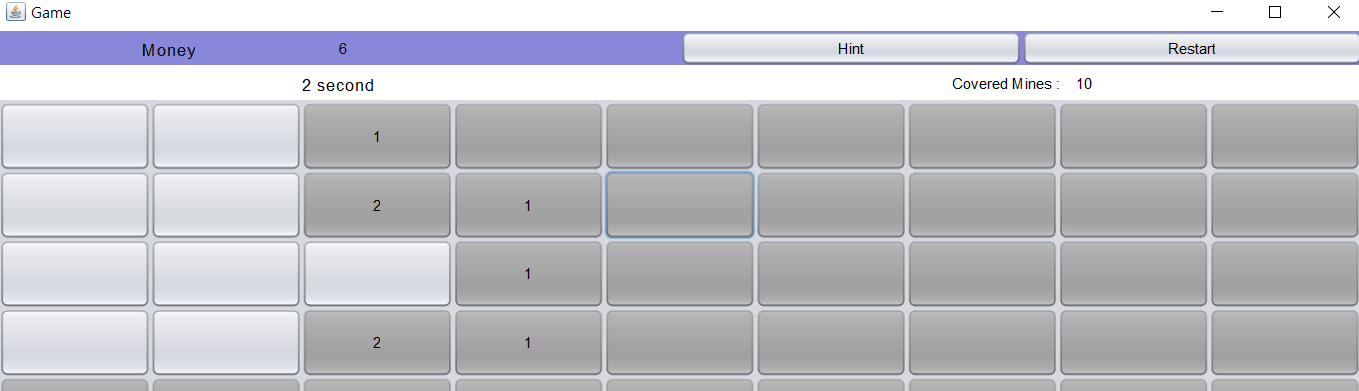 Game
Money 6 Hint Restart
2 second Covered Mines : 10
1
2 1
1
2 1